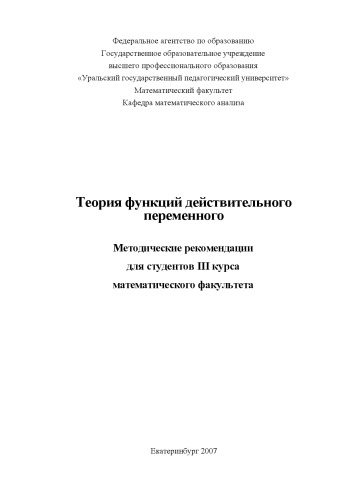 Федеральное агентство по образованию
Государственное образовательное учреждение
высшего профессионального образования
«Уральский государственный педагогический университет»
Математический факультет
Кафедра математического анализа
Теория функций действительного
переменного
Методические рекомендации
для студентов III курса
математического факультета
Екатеринбург 2007